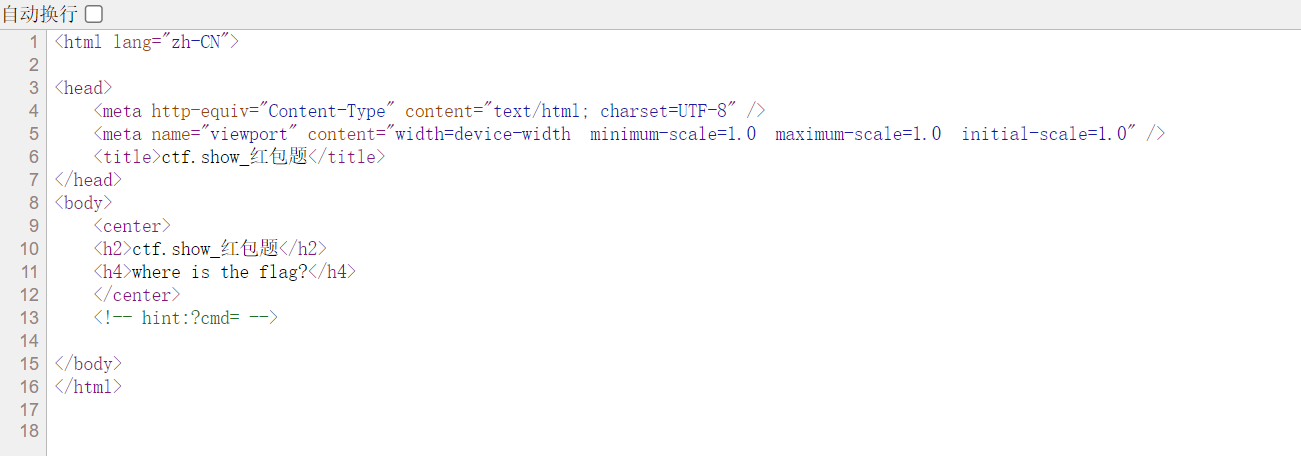 自动换行
1 <html lang="zh-CN">
2
3 <head>
4 <meta http-equiv="Content-Type" content="text/html; charset=UTF-8" />
5 <meta name="viewport" content="width=device-width  minimum-scale=1.0  maximum-scale=1.0  initial-scale=1.0" />
6 <title>ctf.show_红包题</title>
7 </head>
8 <body>
9 <center>
10 <h2>ctf.show_红包题</h2>
11 <h4>where is the flag?</h4>
12 </center>
13 <!-- hint:?cmd= -->
14
15 </body>
16 </html>
17
18